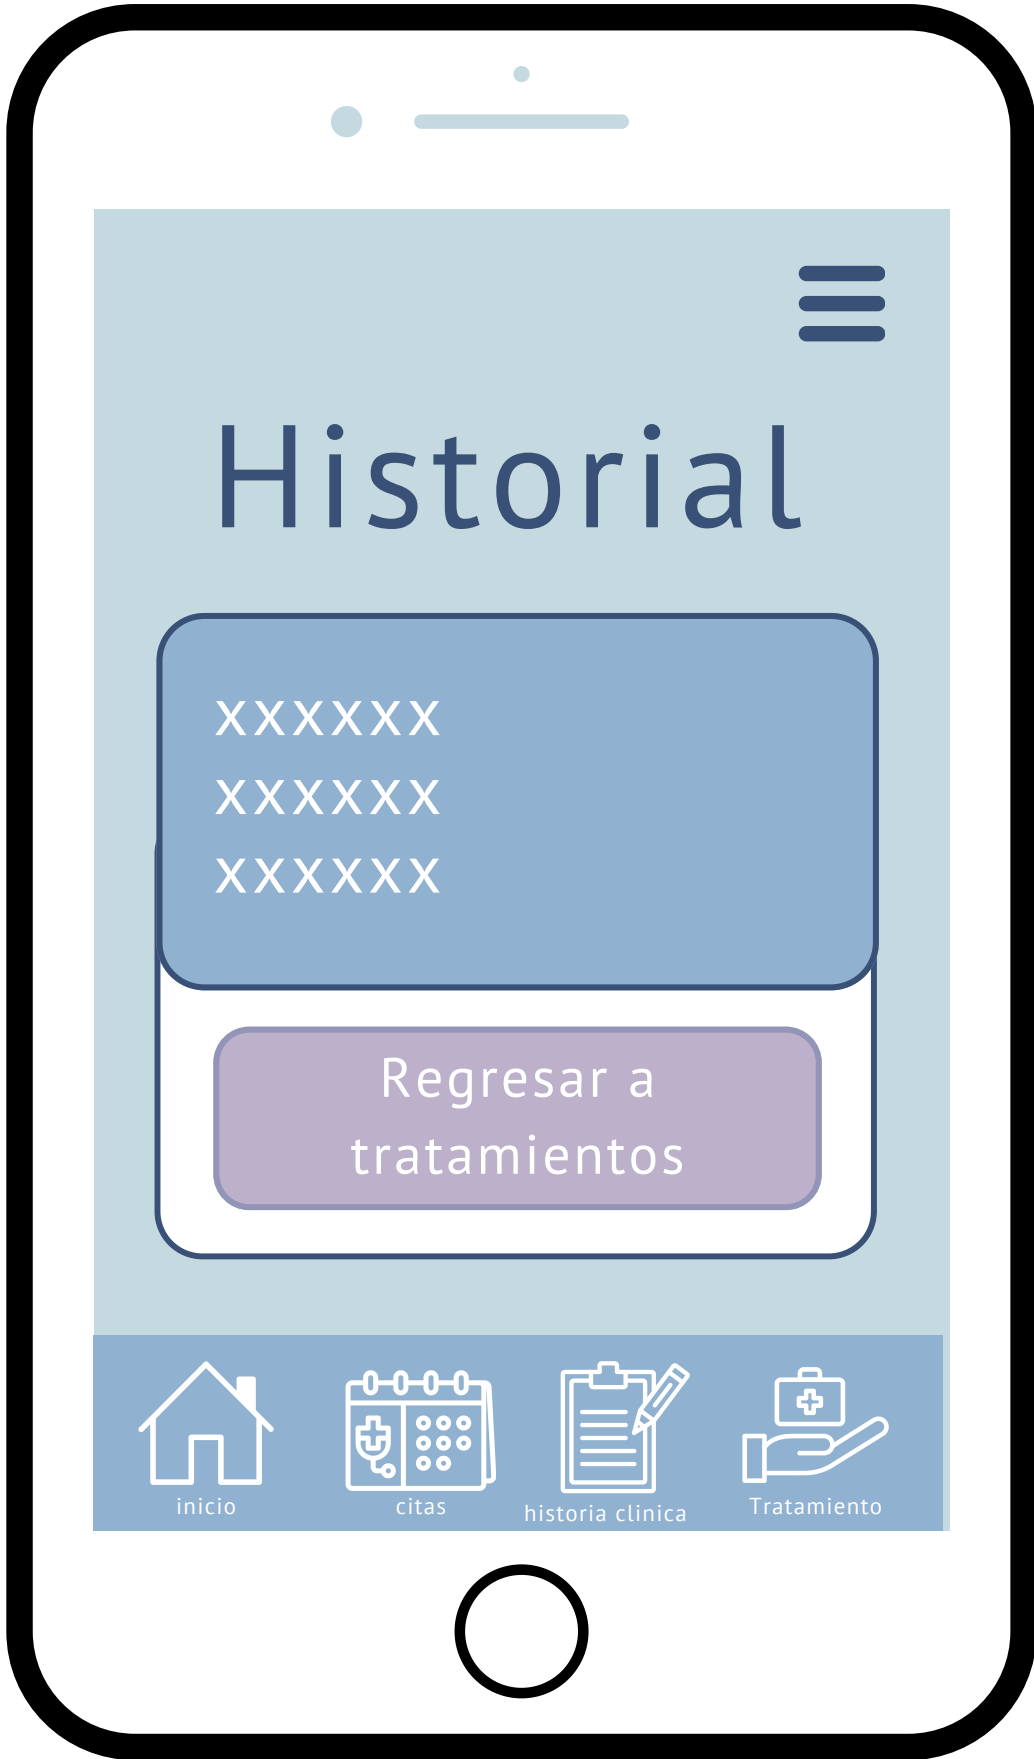 Historial
xxxxxx
xxxxxx
xxxxxx
Regresar a
tratamientos
inicio
citas
historia clinica
Tratamiento